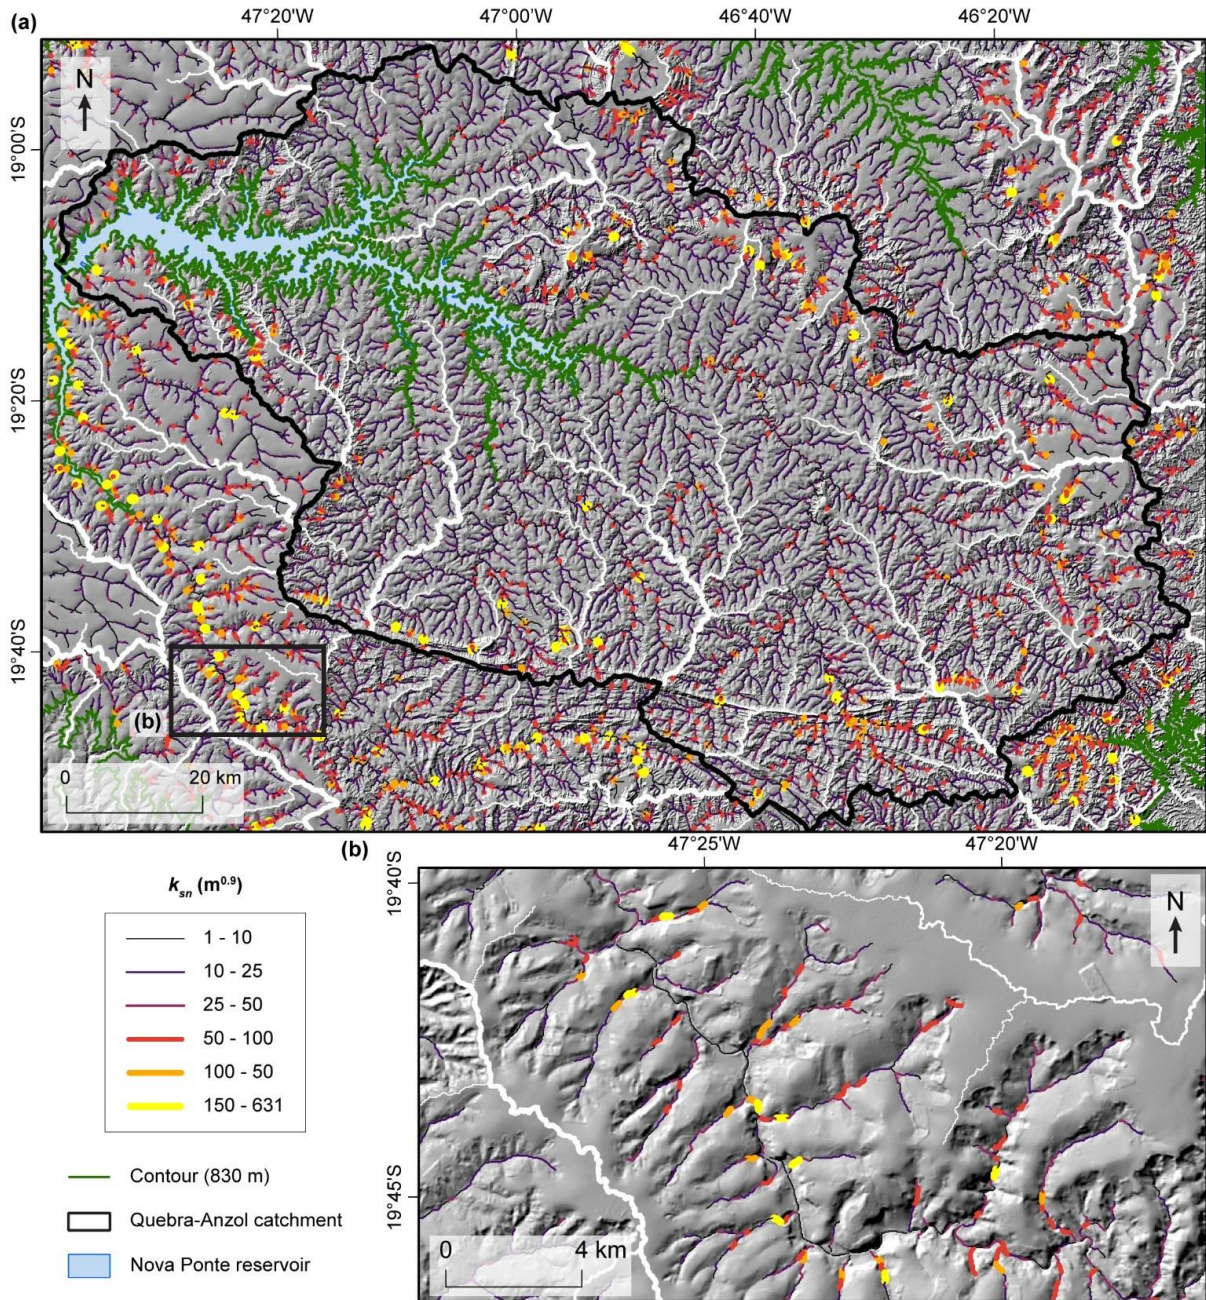 (a)
47°20'W
47°00'W
46°40'W
46°20'W
N
19°00'S
19°20'S
19°40'S
(b)
0
20 km
(b)
47°25'W
47°20'W
19°40'S
19°45'S
N
0
4 km
ksn (m0.9)
1 - 10
10 - 25
25 - 50
50 - 100
100 - 50
150 - 631
Contour (830 m)
Quebra-Anzol catchment
Nova Ponte reservoir